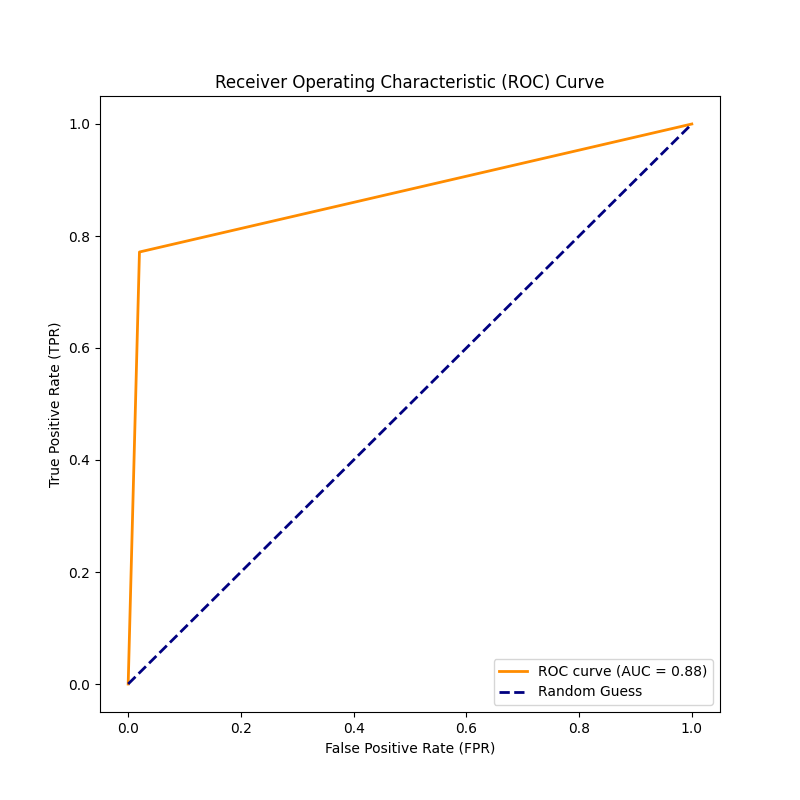 Receiver Operating Characteristic (ROC) Curve
1.0
0.8
0.6
0.4
0.2
0.0
True Positive Rate (TPR)
ROC curve (AUC = 0.88)
Random Guess
0.0 0.2 0.4 0.6 0.8 1.0
False Positive Rate (FPR)